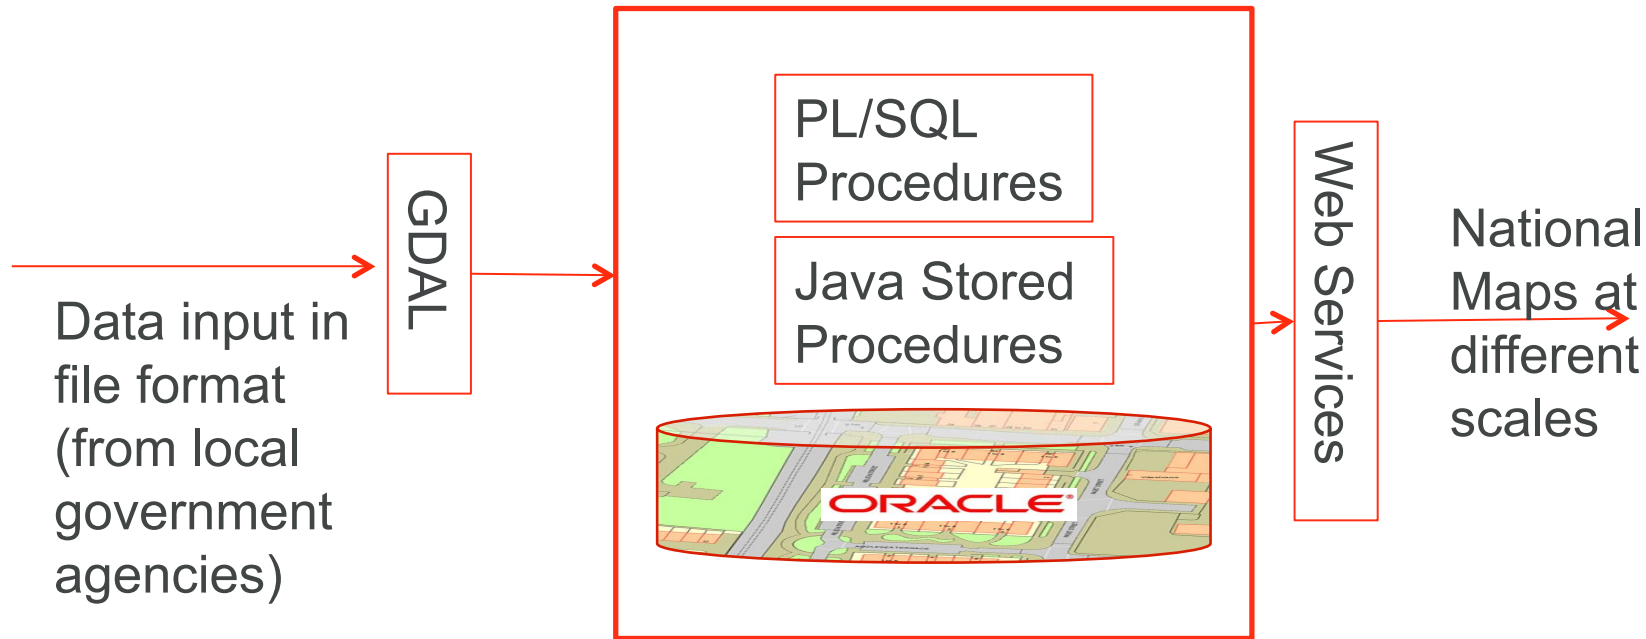 Data input in
file format
(from local
government
agencies)
GDAL
PL/SQL
Procedures
Java Stored
Procedures
ORACLE®
Web Services
National
Maps at
different
scales